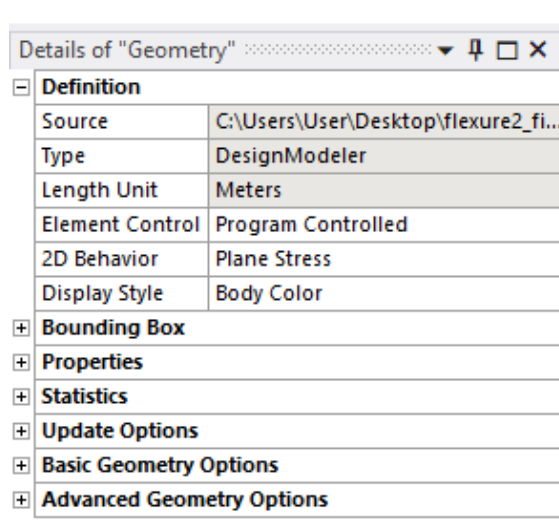 Details of "Geometry"
Definition
Source C:\Users\User\Desktop\flexure2_fi...
Type DesignModeler
Length Unit Meters
Element Control Program Controlled
2D Behavior Plane Stress
Display Style Body Color
Bounding Box
Properties
Statistics
Update Options
Basic Geometry Options
Advanced Geometry Options